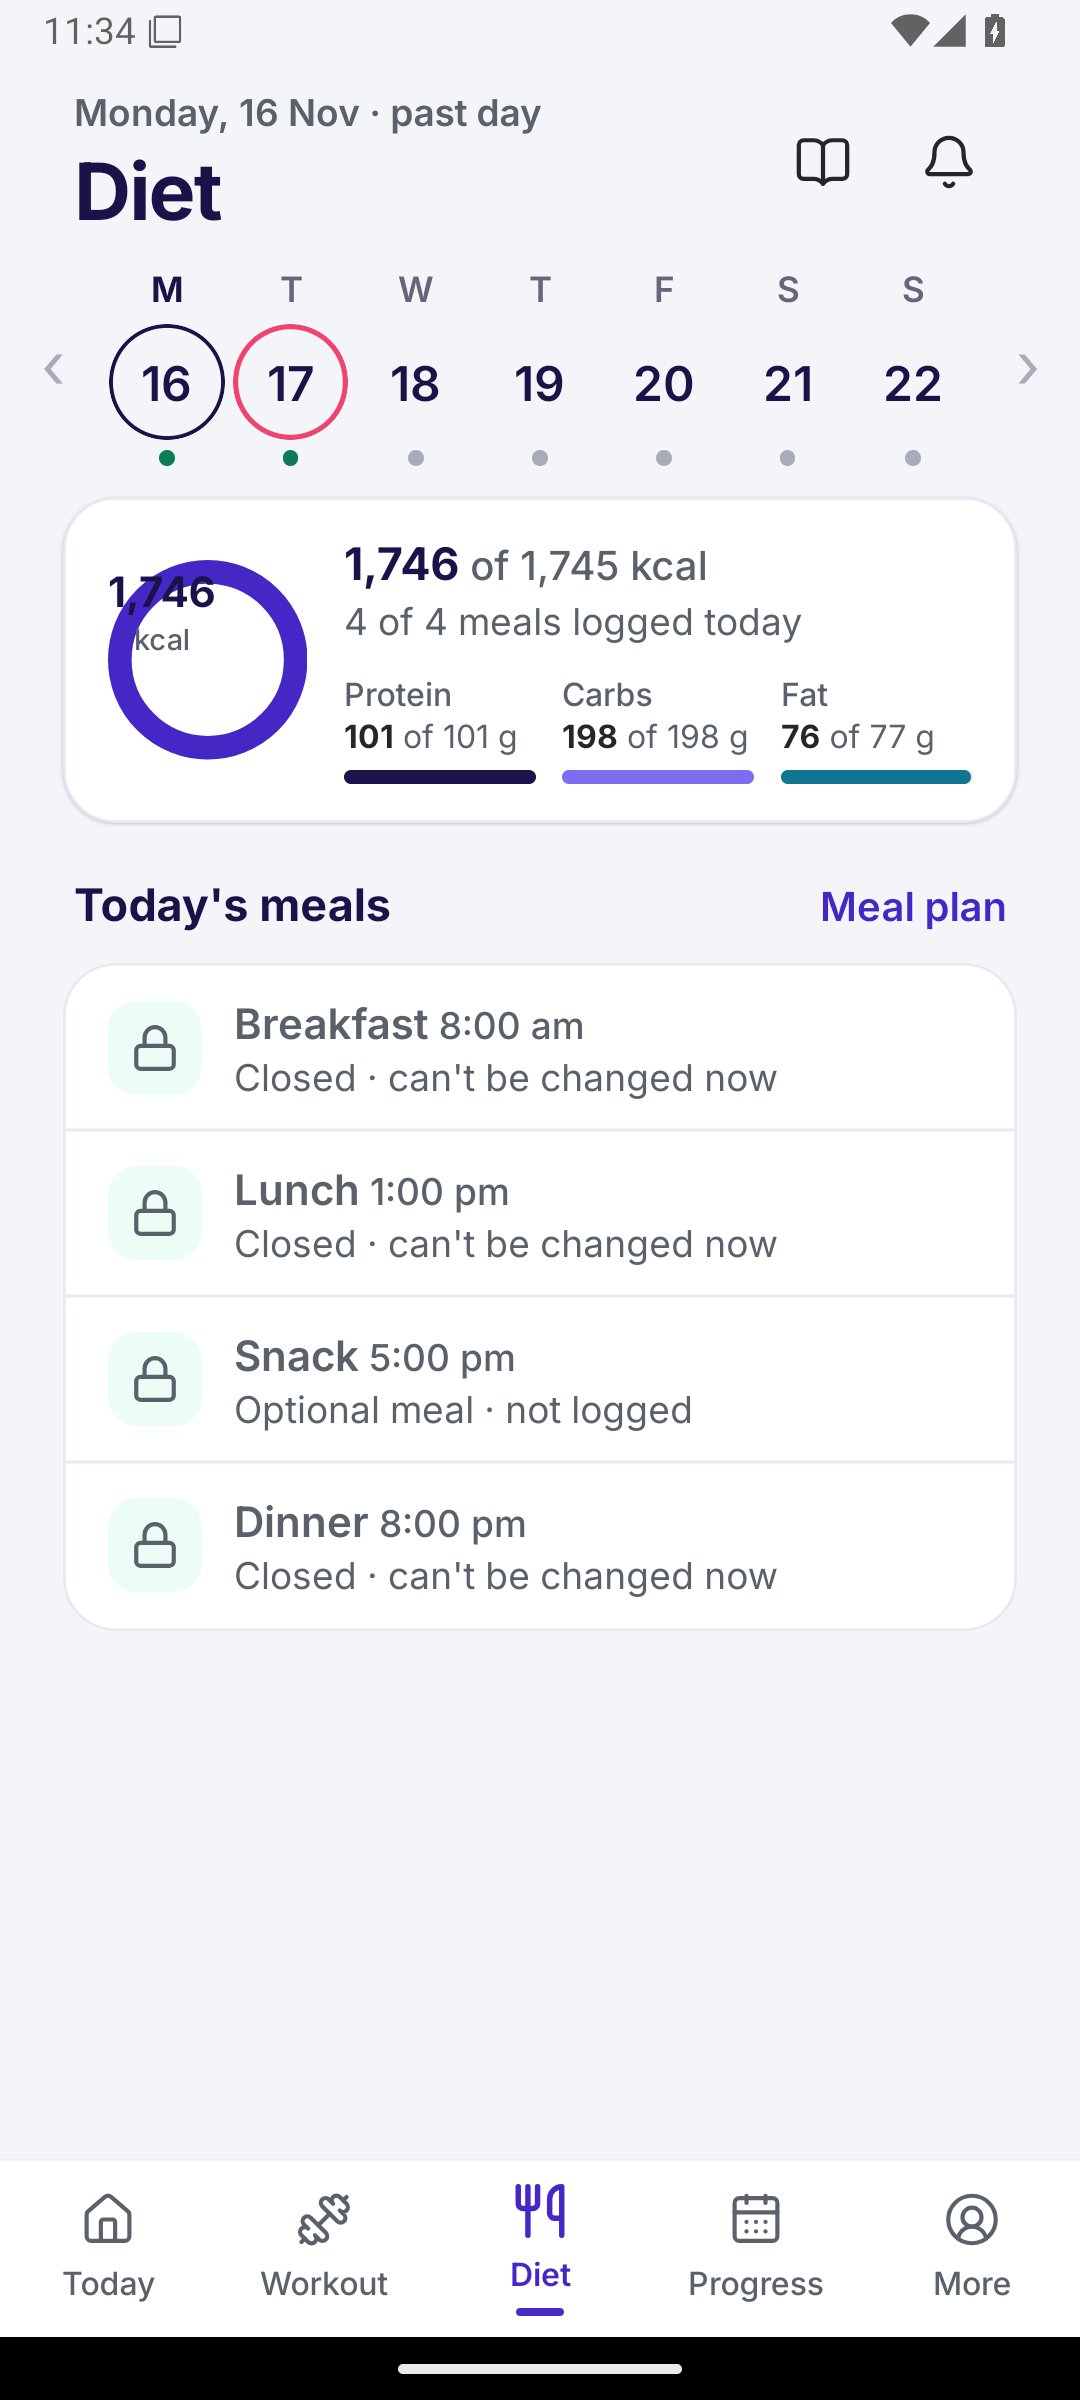 11:34
Monday, 16 Nov · past day
Diet
M T W T F S S
‹ 16 17 18 19 20 21 22 ›
1,746
kcal
1,746 of 1,745 kcal
4 of 4 meals logged today
Protein Carbs Fat
101 of 101 g 198 of 198 g 76 of 77 g
Today's meals Meal plan
Breakfast 8:00 am
Closed · can't be changed now
Lunch 1:00 pm
Closed · can't be changed now
Snack 5:00 pm
Optional meal · not logged
Dinner 8:00 pm
Closed · can't be changed now
Today Workout Diet Progress More